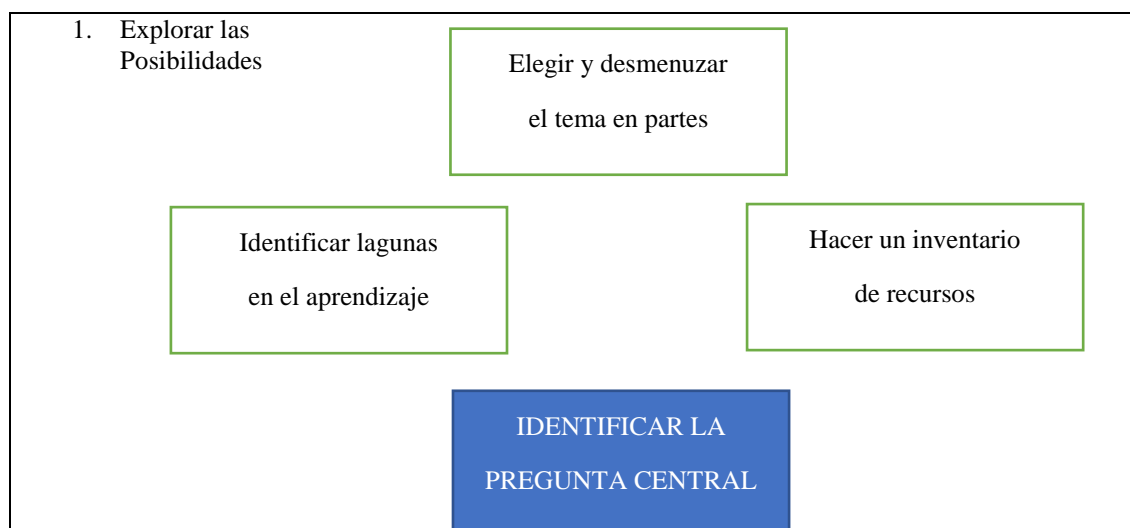 1. Explorar las
Posibilidades
Elegir y desmenuzar
el tema en partes
Identificar lagunas
en el aprendizaje
Hacer un inventario
de recursos
IDENTIFICAR LA
PREGUNTA CENTRAL